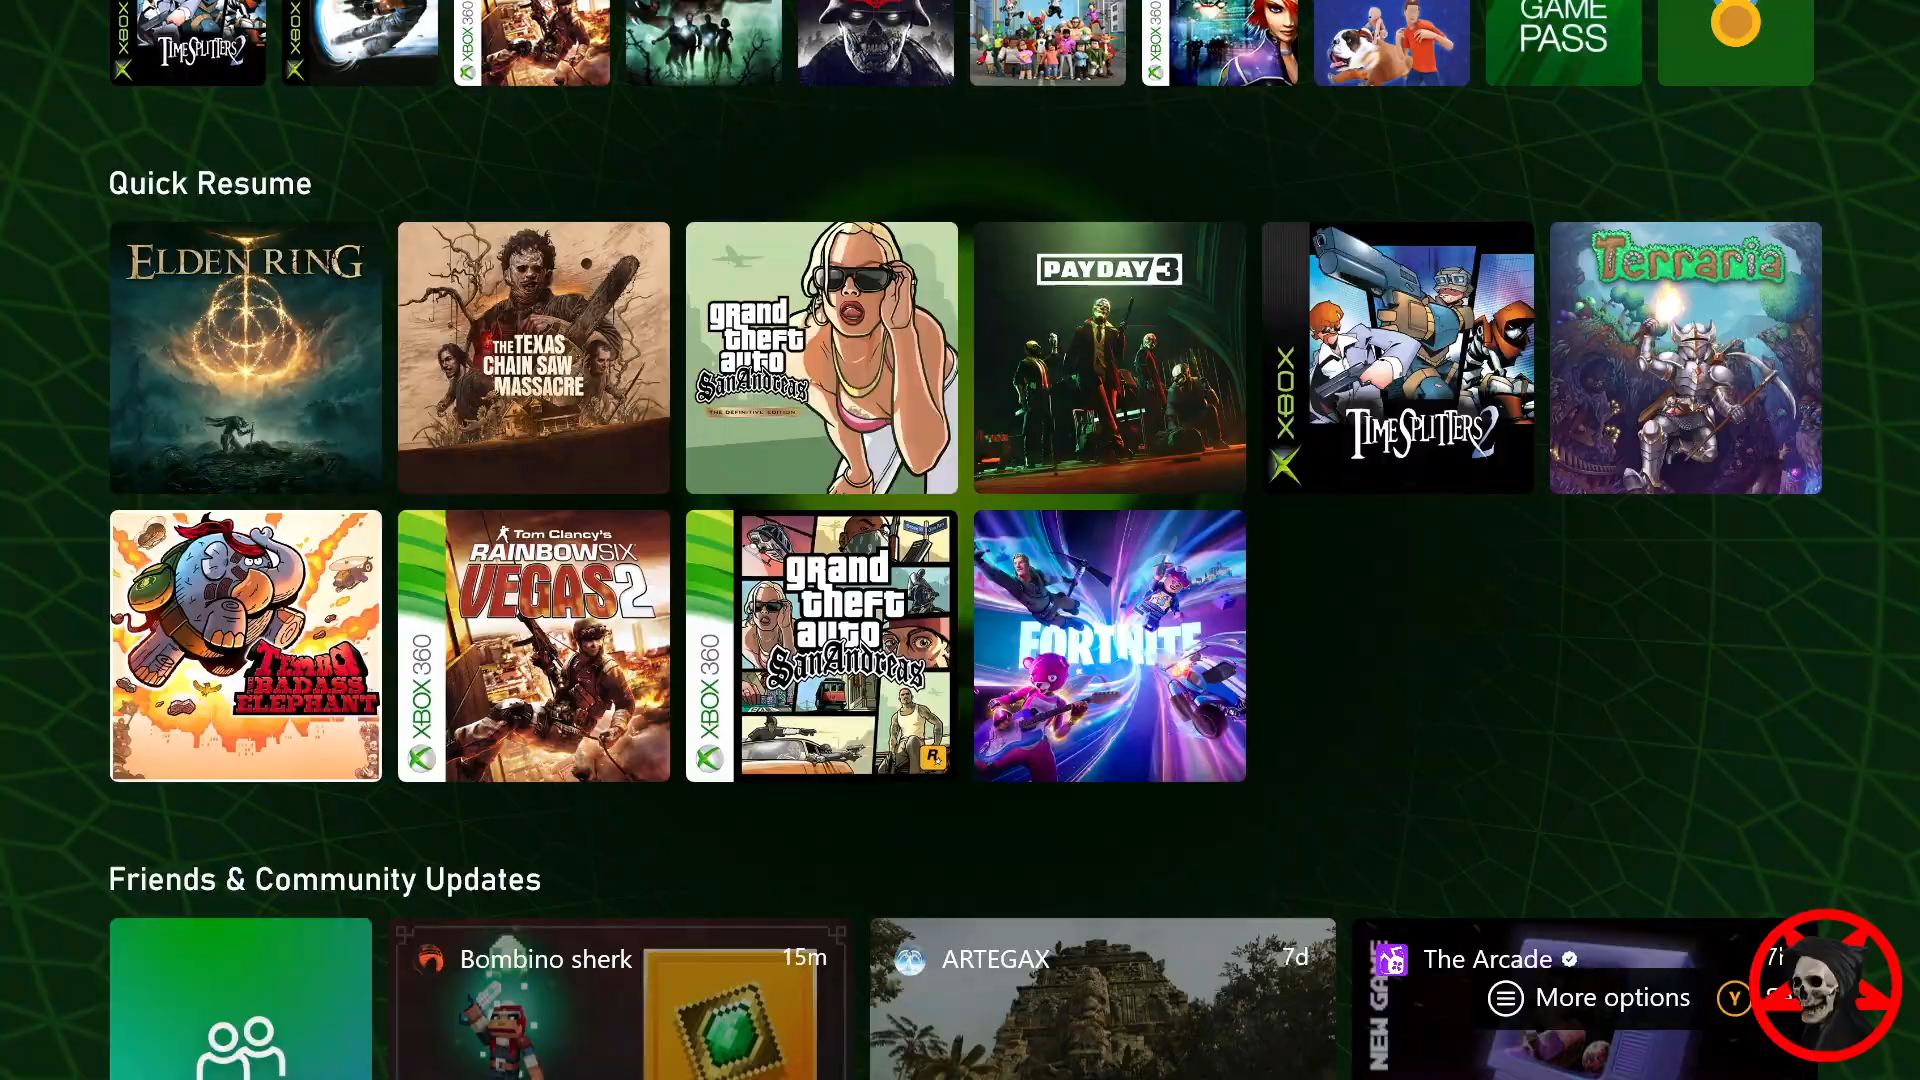 XBOX
TIMESPLITTERS 2
XBOX
XBOX 360
XBOX 360
GAME
PASS
Quick Resume
ELDEN RING
THE TEXAS
CHAIN SAW
MASSACRE
grand
theft
auto
San Andreas
THE DEFINITIVE EDITION
PAYDAY 3
XBOX
TIMESPLITTERS 2
Terraria
TEMBO
THE
BADASS
ELEPHANT
XBOX 360
Tom Clancy's
RAINBOWSIX
VEGAS 2
XBOX 360
grand
theft
auto
San Andreas
R
FORTNITE
Friends & Community Updates
Bombino sherk
15m
ARTEGAX
7d
The Arcade
NEW GAME
More options
Y